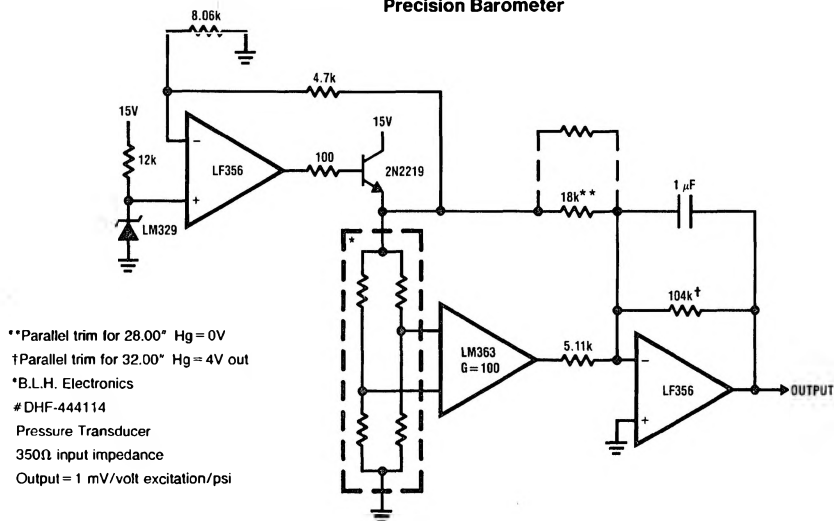 Precision Barometer
8.06k
4.7k
15V
15V
12k
LF356
100
2N2219
−
+
LM329
18k**
1 μF
104k†
*
LM363
G=100
5.11k
−
LF356
+
OUTPUT
**Parallel trim for 28.00" Hg = 0V
†Parallel trim for 32.00" Hg = 4V out
*B.L.H. Electronics
#DHF-444114
Pressure Transducer
350Ω input impedance
Output = 1 mV/volt excitation/psi